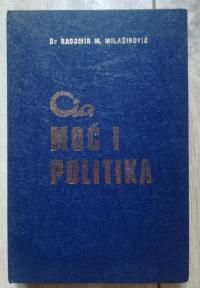 Dr RADOMIR M. MILAŠINOVIĆ
Cia
MOĆ I
POLITIKA